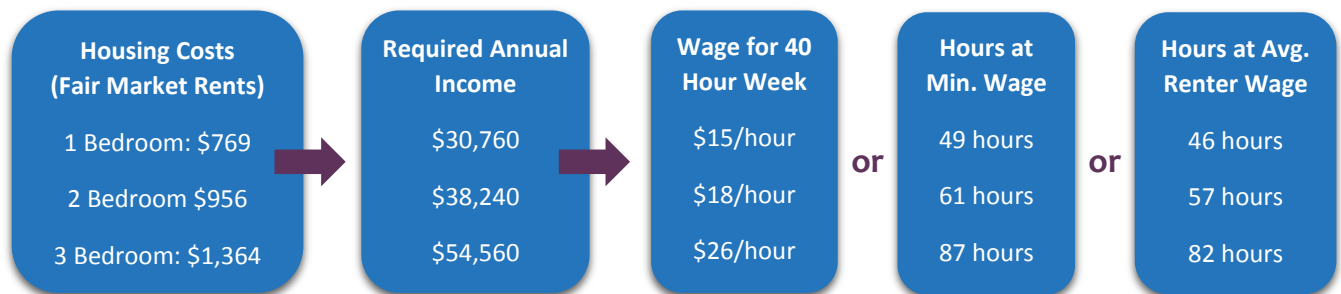 Housing Costs
(Fair Market Rents)
1 Bedroom: $769
2 Bedroom $956
3 Bedroom: $1,364
Required Annual
Income
$30,760
$38,240
$54,560
Wage for 40
Hour Week
$15/hour
$18/hour
$26/hour
or
Hours at
Min. Wage
49 hours
61 hours
87 hours
or
Hours at Avg.
Renter Wage
46 hours
57 hours
82 hours